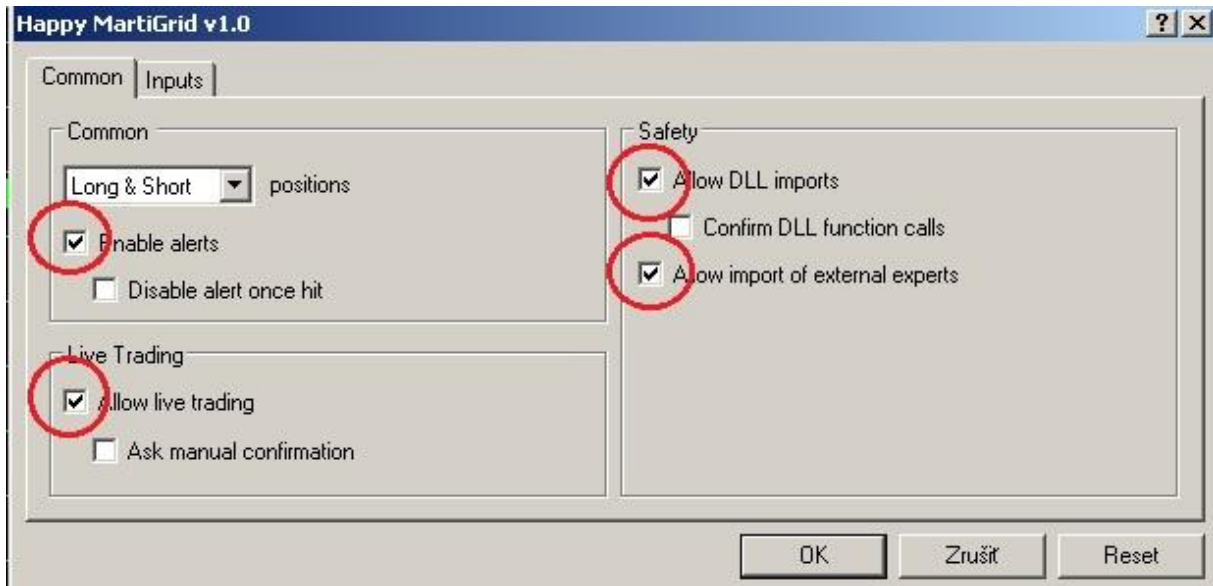 Happy MartiGrid v1.0
Common
Inputs
Common
Long & Short
positions
Enable alerts
Disable alert once hit
Live Trading
Allow live trading
Ask manual confirmation
Safety
Allow DLL imports
Confirm DLL function calls
Allow import of external experts
OK
Zrušiť
Reset